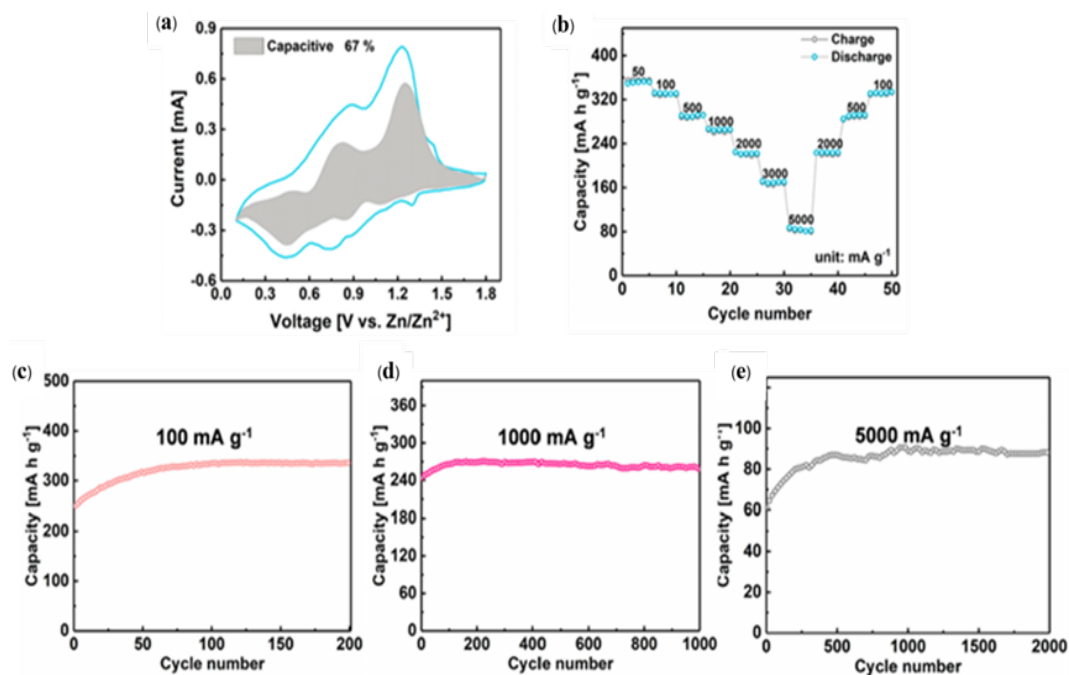 (a)
0.9
0.6
0.3
0.0
-0.3
-0.6
Current [mA]
Capacitive 67 %
0.0 0.3 0.6 0.9 1.2 1.5 1.8
Voltage [V vs. Zn/Zn²⁺]
(b)
400
320
240
160
80
0
Capacity [mA h g⁻¹]
Charge
Discharge
50
100
500
1000
2000
3000
5000
2000
500
100
unit: mA g⁻¹
0 10 20 30 40 50
Cycle number
(c)
500
400
300
200
100
0
Capacity [mA h g⁻¹]
100 mA g⁻¹
0 50 100 150 200
Cycle number
(d)
390
360
300
270
240
180
120
60
0
Capacity [mA h g⁻¹]
1000 mA g⁻¹
0 200 400 600 800 1000
Cycle number
(e)
100
80
60
40
20
0
Capacity [mA h g⁻¹]
5000 mA g⁻¹
0 500 1000 1500 2000
Cycle number